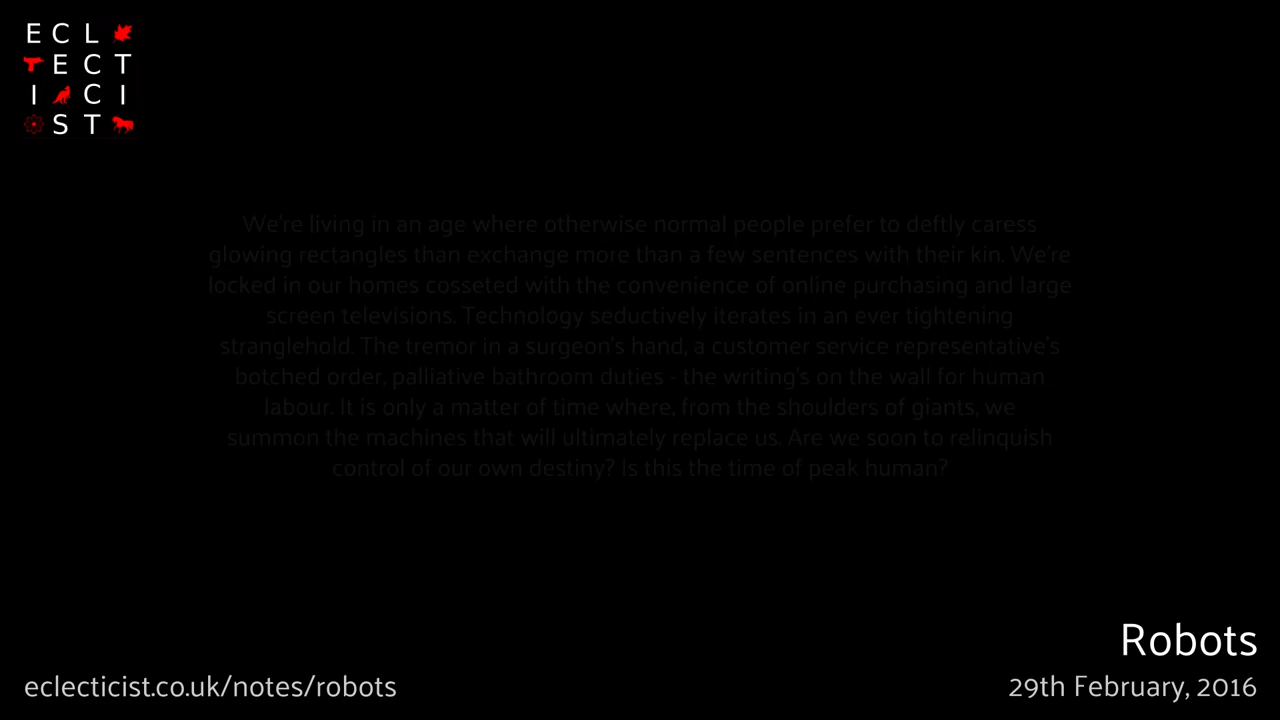 E C L
E C T
I C I
S T
We're living in an age where otherwise normal people prefer to deftly caress
glowing rectangles than exchange more than a few sentences with their kin. We're
locked in our homes cosseted with the convenience of online purchasing and large
screen televisions. Technology seductively iterates in an ever tightening
stranglehold. The tremor in a surgeon's hand, a customer service representative's
botched order, palliative bathroom duties - the writing's on the wall for human
labour. It is only a matter of time where, from the shoulders of giants, we
summon the machines that will ultimately replace us. Are we soon to relinquish
control of our own destiny? Is this the time of peak human?
Robots
eclecticist.co.uk/notes/robots
29th February, 2016